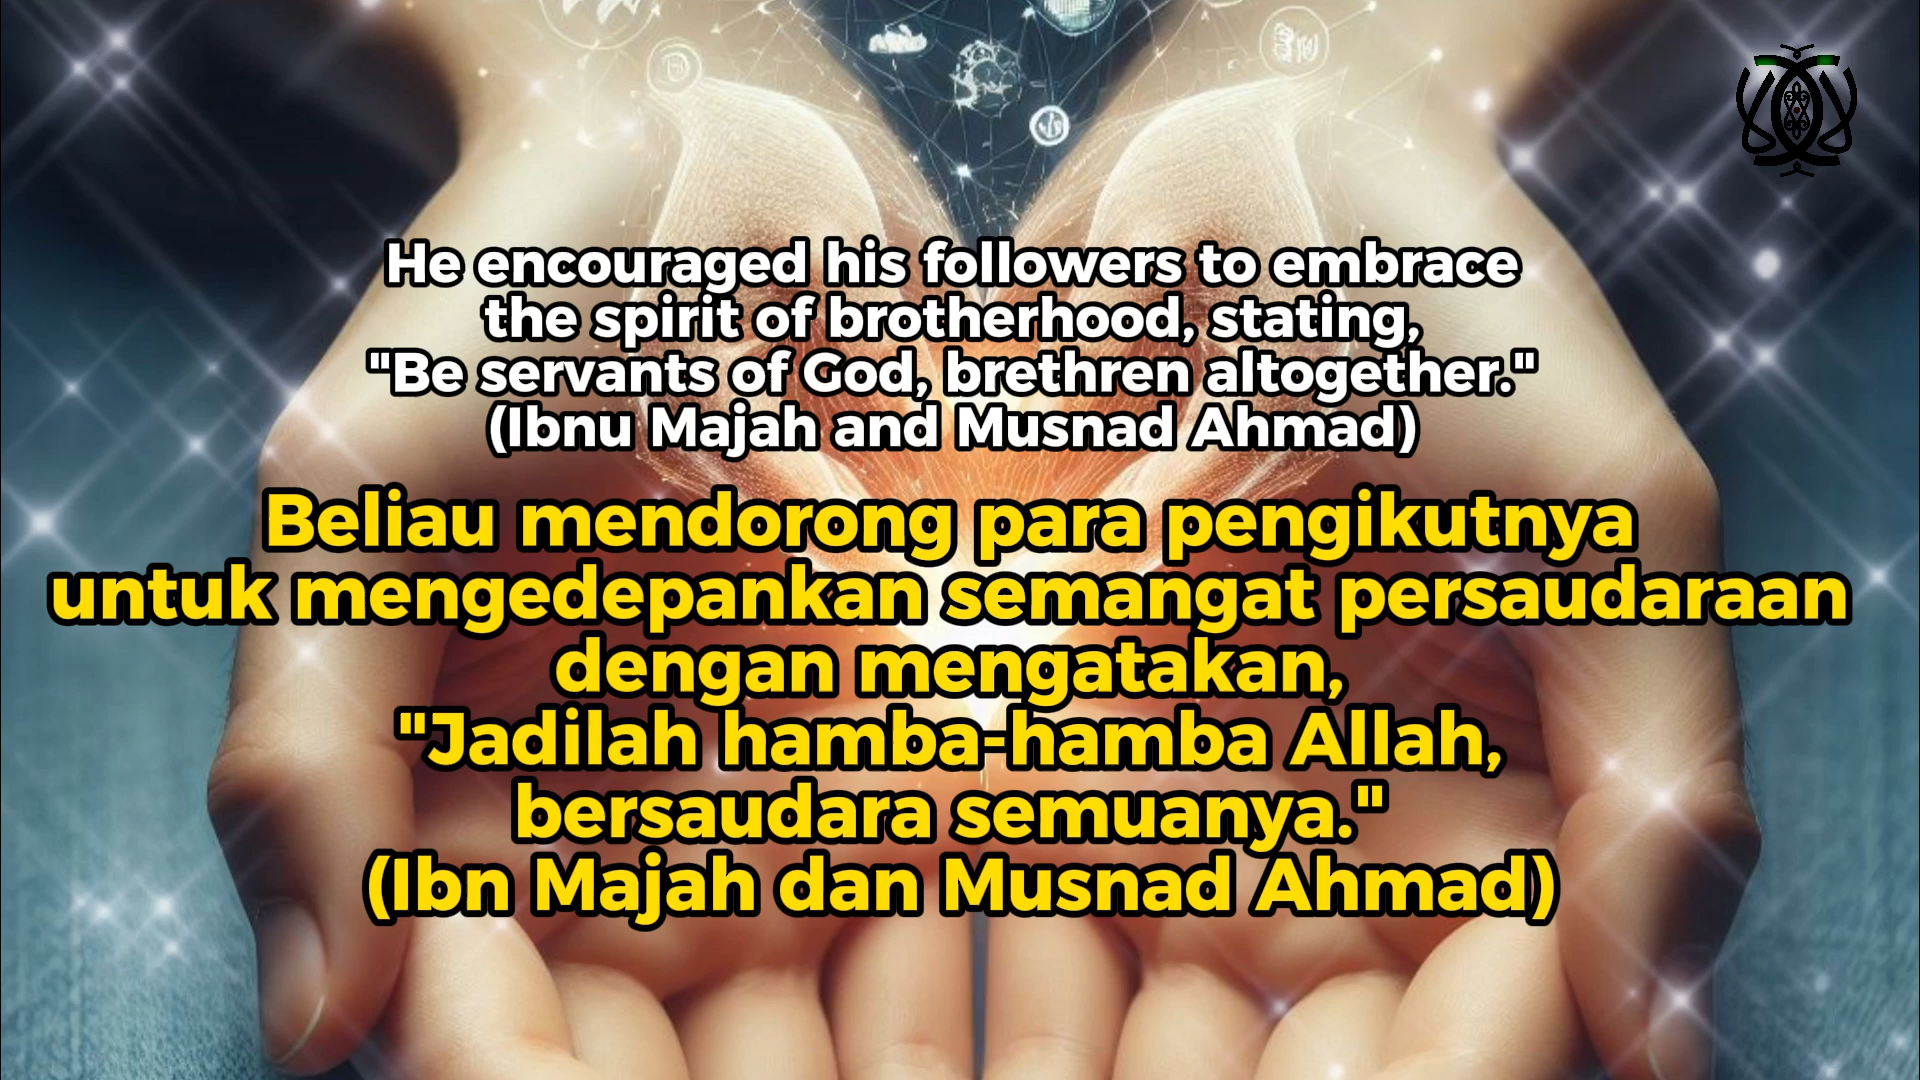 He encouraged his followers to embrace
the spirit of brotherhood, stating,
"Be servants of God, brethren altogether."
(Ibnu Majah and Musnad Ahmad)
Beliau mendorong para pengikutnya
untuk mengedepankan semangat persaudaraan
dengan mengatakan,
"Jadilah hamba-hamba Allah,
bersaudara semuanya."
(Ibn Majah dan Musnad Ahmad)